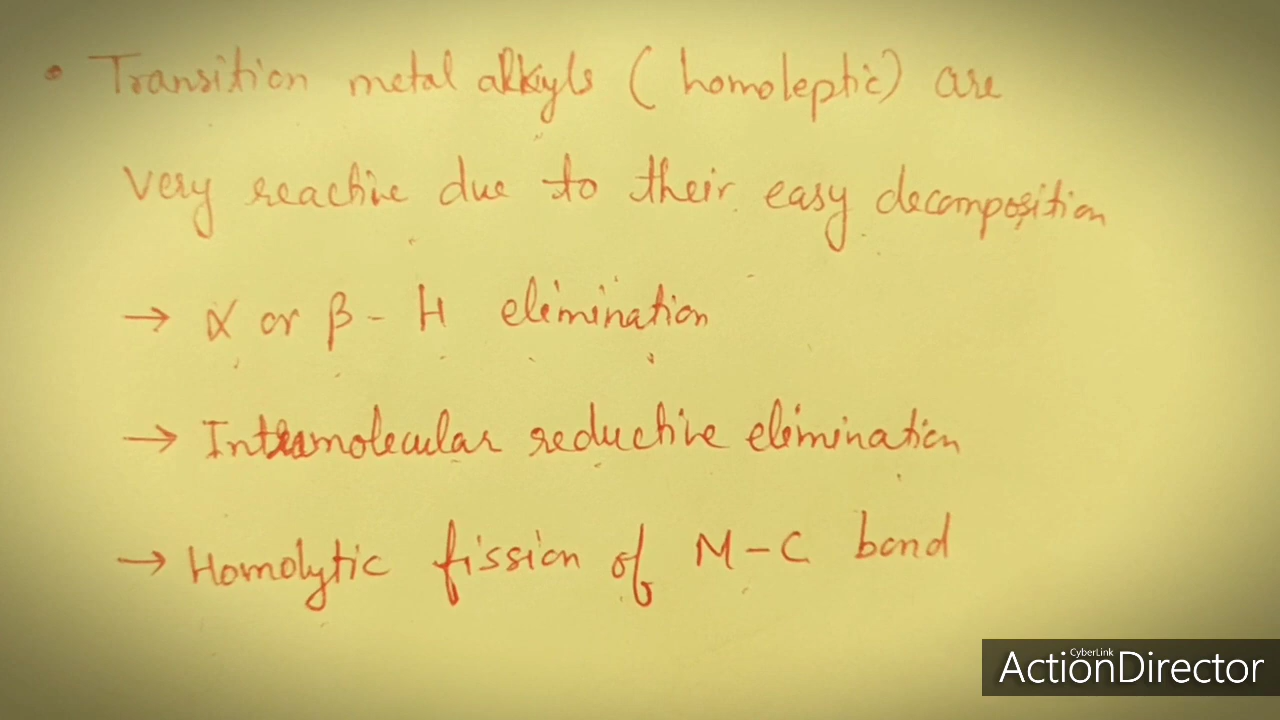 • Transition metal alkyls (homoleptic) are
very reactive due to their easy decomposition
→ α or β - H elimination
→ Intramolecular reductive elimination
→ Homolytic fission of M-C bond
CyberLink
ActionDirector